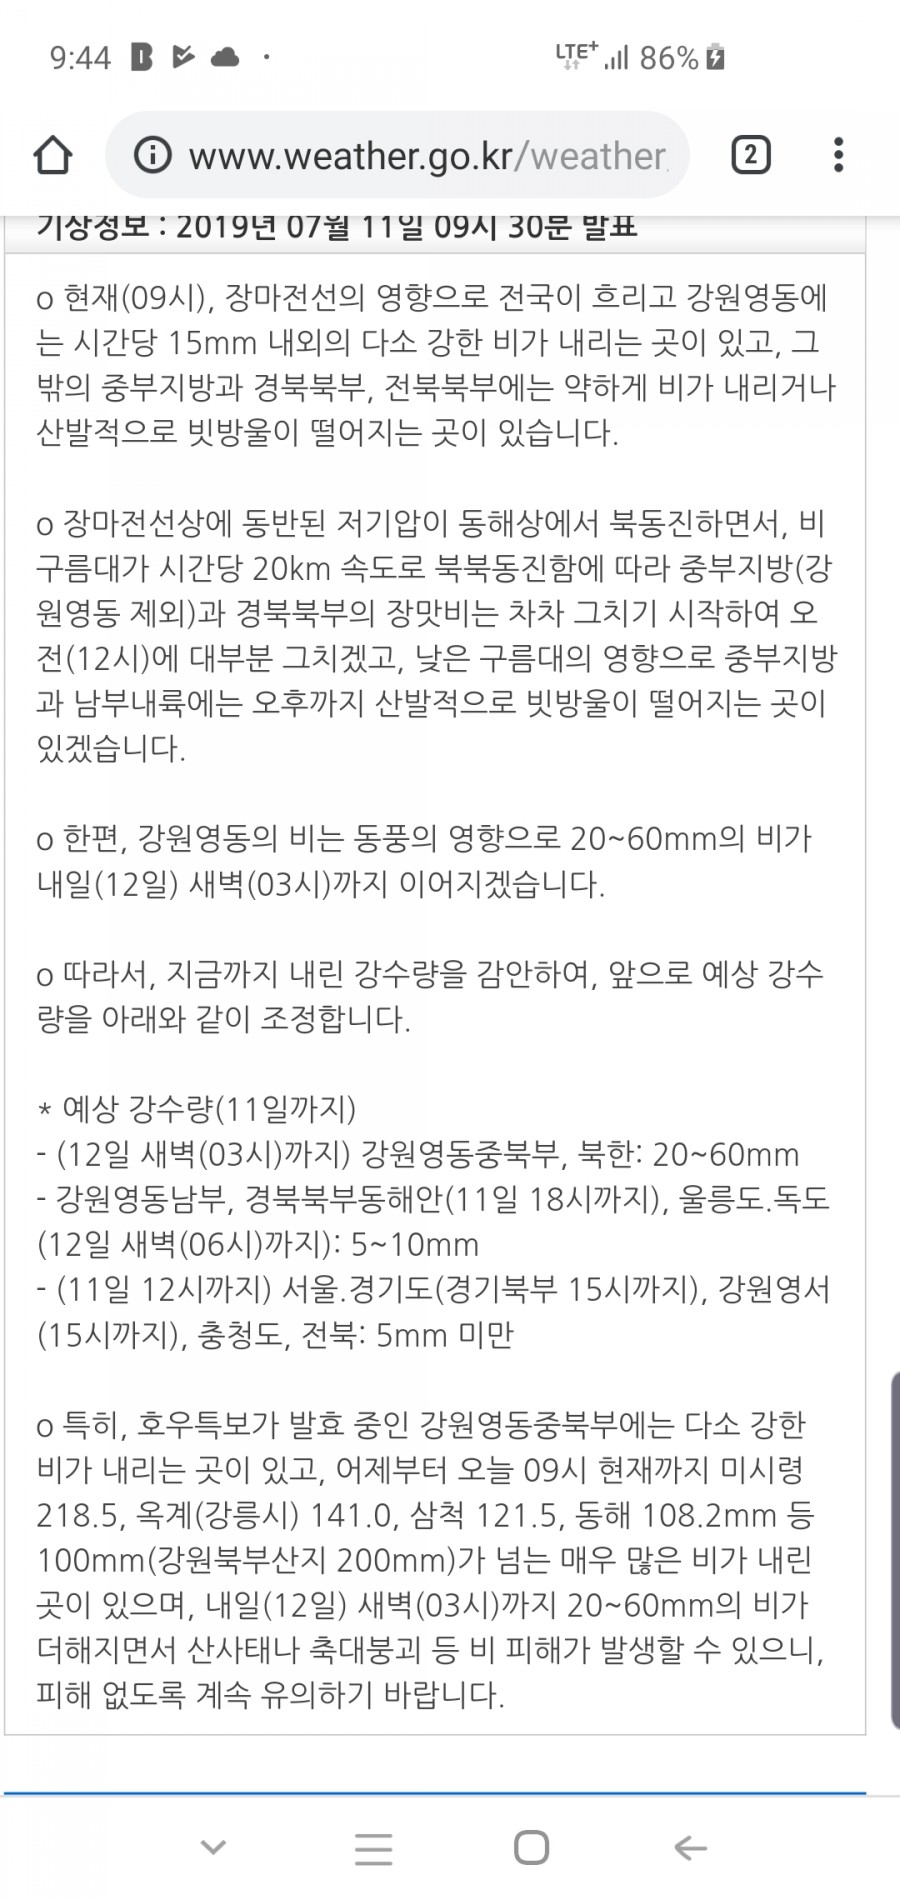 9:44 LTE+ 86%
www.weather.go.kr/weather 2
기상정보 : 2019년 07월 11일 09시 30분 발표
o 현재(09시), 장마전선의 영향으로 전국이 흐리고 강원영동에
는 시간당 15mm 내외의 다소 강한 비가 내리는 곳이 있고, 그
밖의 중부지방과 경북북부, 전북북부에는 약하게 비가 내리거나
산발적으로 빗방울이 떨어지는 곳이 있습니다.
o 장마전선상에 동반된 저기압이 동해상에서 북동진하면서, 비
구름대가 시간당 20km 속도로 북북동진함에 따라 중부지방(강
원영동 제외)과 경북북부의 장맛비는 차차 그치기 시작하여 오
전(12시)에 대부분 그치겠고, 낮은 구름대의 영향으로 중부지방
과 남부내륙에는 오후까지 산발적으로 빗방울이 떨어지는 곳이
있겠습니다.
o 한편, 강원영동의 비는 동풍의 영향으로 20~60mm의 비가
내일(12일) 새벽(03시)까지 이어지겠습니다.
o 따라서, 지금까지 내린 강수량을 감안하여, 앞으로 예상 강수
량을 아래와 같이 조정합니다.
* 예상 강수량(11일까지)
- (12일 새벽(03시)까지) 강원영동중북부, 북한: 20~60mm
- 강원영동남부, 경북북부동해안(11일 18시까지), 울릉도.독도
(12일 새벽(06시)까지): 5~10mm
- (11일 12시까지) 서울.경기도(경기북부 15시까지), 강원영서
(15시까지), 충청도, 전북: 5mm 미만
o 특히, 호우특보가 발효 중인 강원영동중북부에는 다소 강한
비가 내리는 곳이 있고, 어제부터 오늘 09시 현재까지 미시령
218.5, 옥계(강릉시) 141.0, 삼척 121.5, 동해 108.2mm 등
100mm(강원북부산지 200mm)가 넘는 매우 많은 비가 내린
곳이 있으며, 내일(12일) 새벽(03시)까지 20~60mm의 비가
더해지면서 산사태나 축대붕괴 등 비 피해가 발생할 수 있으니,
피해 없도록 계속 유의하기 바랍니다.